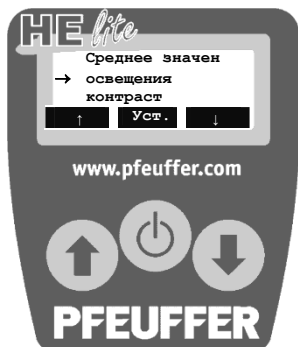 HE lite
Среднее значен
→ освещения
контраст
↑ Уст. ↓
www.pfeuffer.com
PFEUFFER